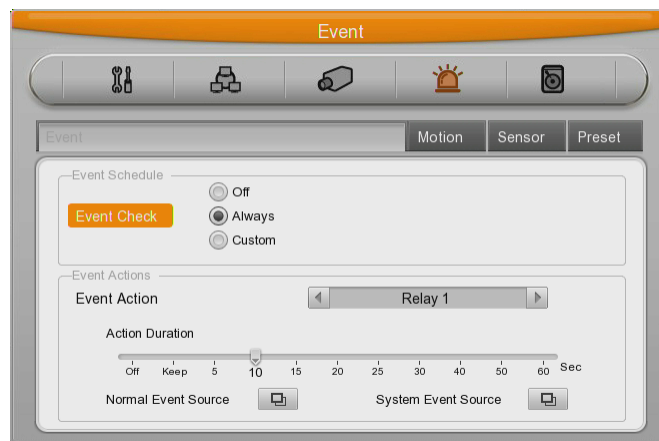 Event
Event Motion Sensor Preset
Event Schedule
Off
Event Check Always
Custom
Event Actions
Event Action Relay 1
Action Duration
Off Keep 5 10 15 20 25 30 40 50 60 Sec
Normal Event Source System Event Source